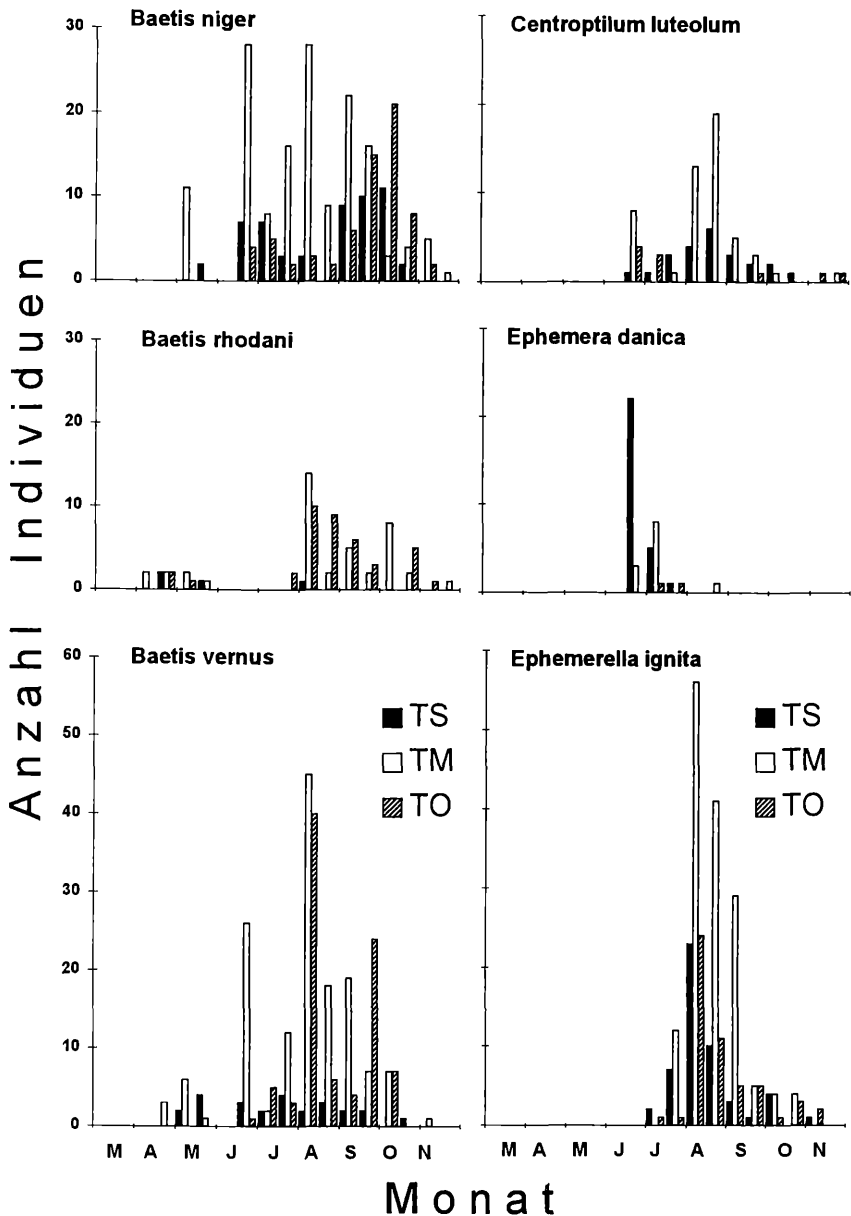 Anzahl Individuen
Baetis niger
30
20
10
0
Centroptilum luteolum
Baetis rhodani
30
20
10
0
Ephemera danica
Baetis vernus
60
50
40
30
20
10
0
TS
TM
TO
Ephemerella ignita
TS
TM
TO
M A M J J A S O N
M A M J J A S O N
Monat